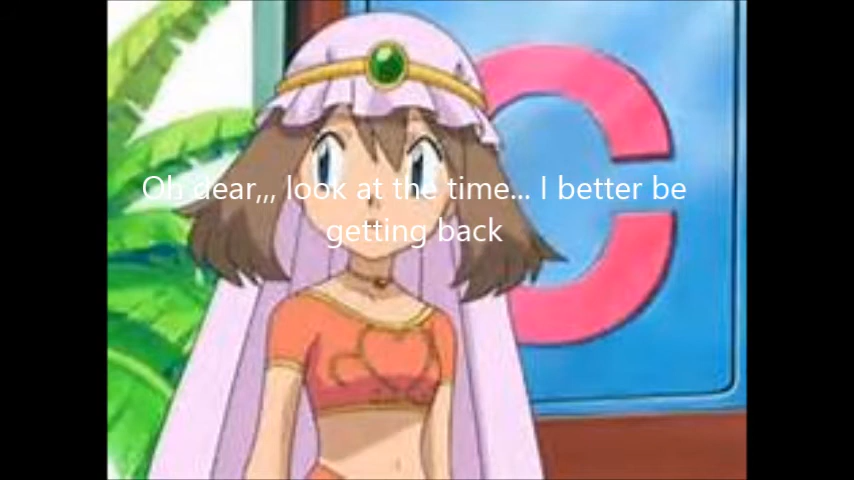 Oh dear,,, look at the time... I better be
getting back